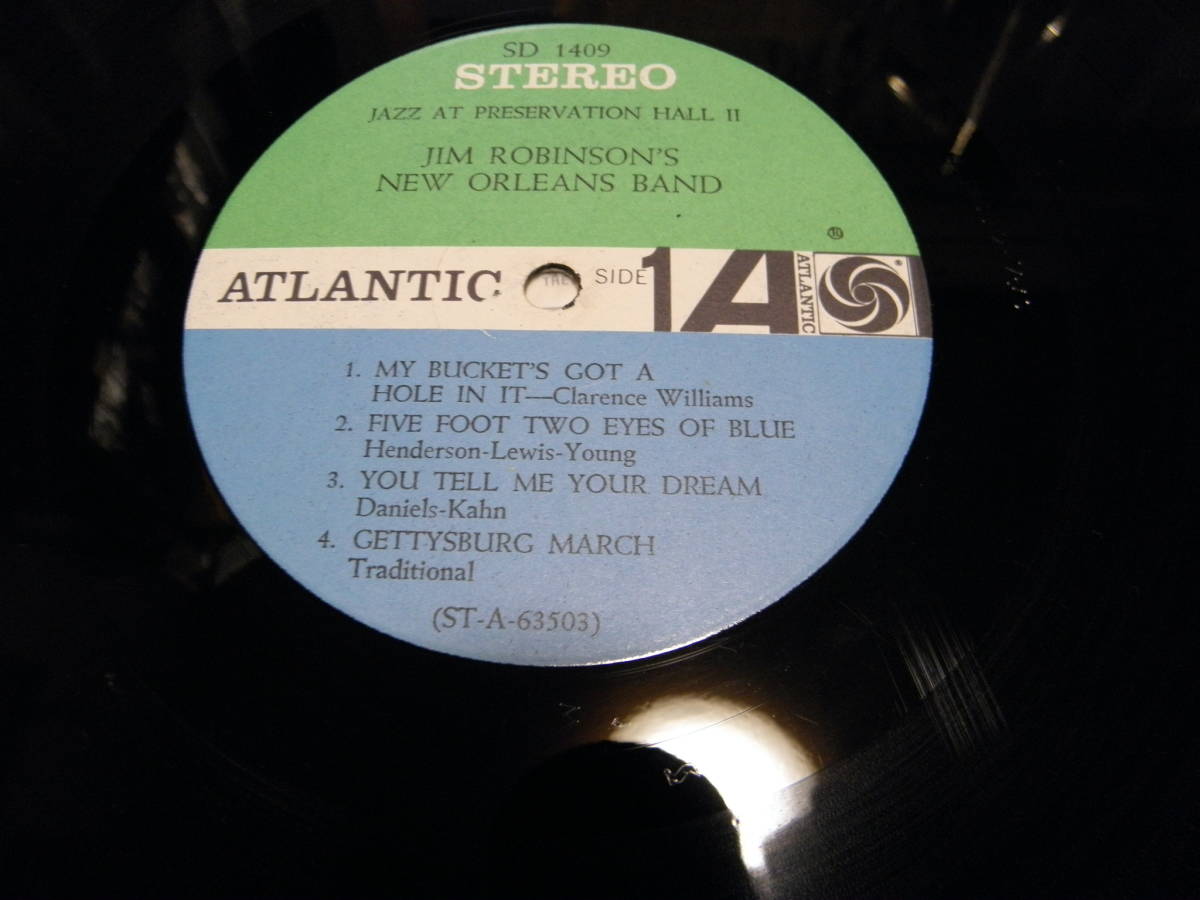 SD 1409
STEREO
JAZZ AT PRESERVATION HALL II
JIM ROBINSON'S
NEW ORLEANS BAND
®
ATLANTIC SIDE 1 A ATLANTIC
1. MY BUCKET'S GOT A
HOLE IN IT—Clarence Williams
2. FIVE FOOT TWO EYES OF BLUE
Henderson-Lewis-Young
3. YOU TELL ME YOUR DREAM
Daniels-Kahn
4. GETTYSBURG MARCH
Traditional
(ST-A-63503)